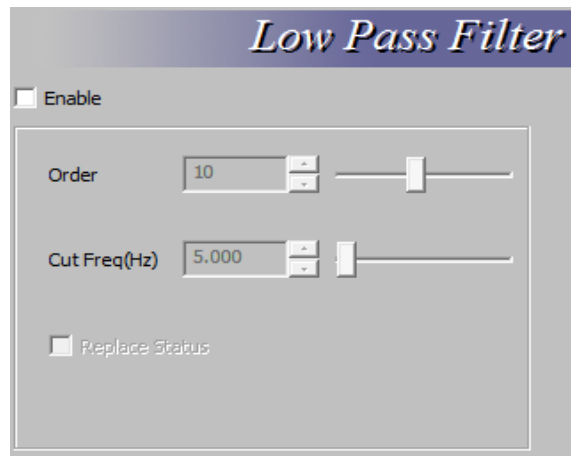 Low Pass Filter
Enable
Order 10
Cut Freq(Hz) 5.000
Replace Status